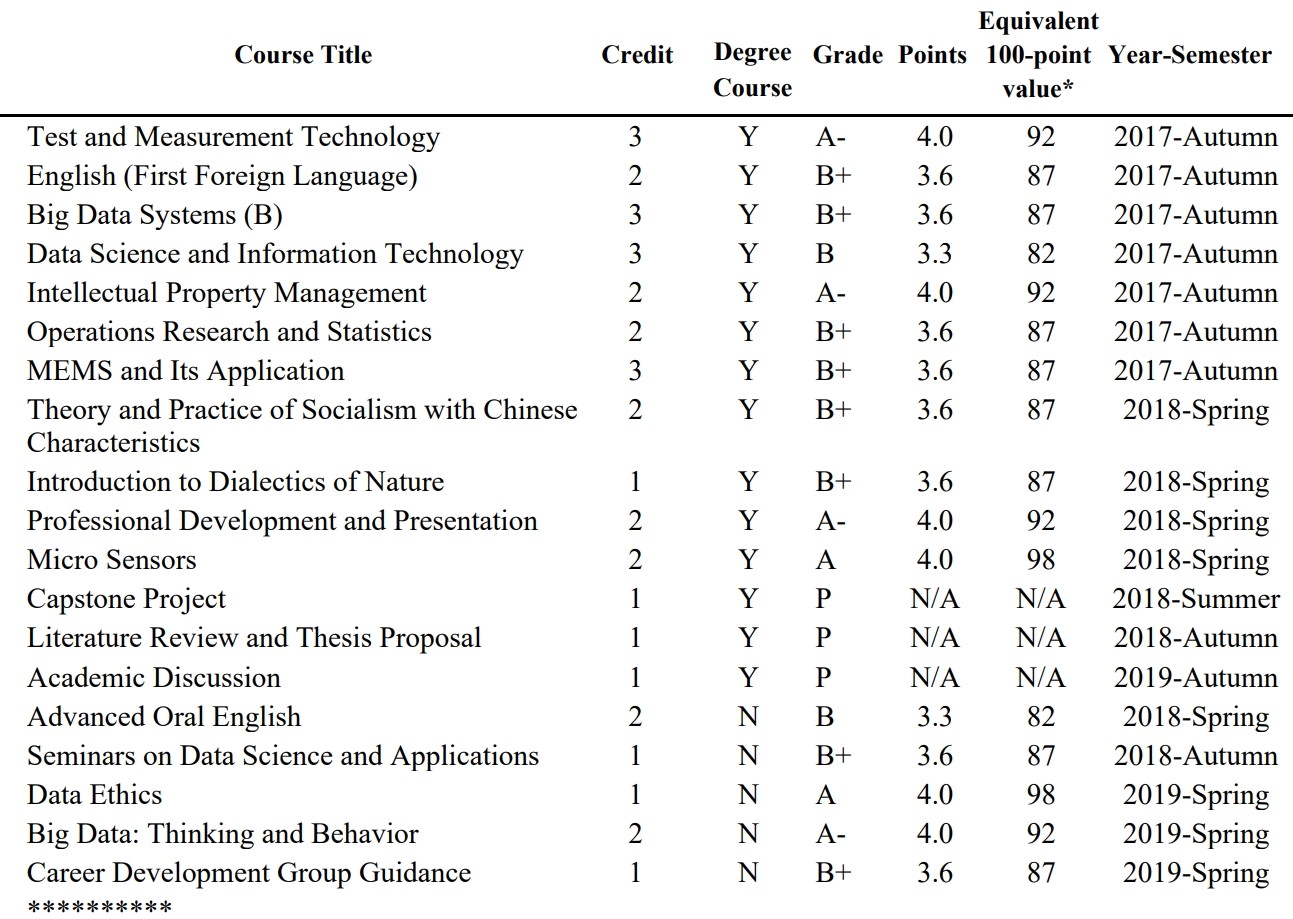 Course Title Credit Degree Course Grade Points Equivalent 100-point value* Year-Semester
Test and Measurement Technology 3 Y A- 4.0 92 2017-Autumn
English (First Foreign Language) 2 Y B+ 3.6 87 2017-Autumn
Big Data Systems (B) 3 Y B+ 3.6 87 2017-Autumn
Data Science and Information Technology 3 Y B 3.3 82 2017-Autumn
Intellectual Property Management 2 Y A- 4.0 92 2017-Autumn
Operations Research and Statistics 2 Y B+ 3.6 87 2017-Autumn
MEMS and Its Application 3 Y B+ 3.6 87 2017-Autumn
Theory and Practice of Socialism with Chinese 2 Y B+ 3.6 87 2018-Spring
Characteristics
Introduction to Dialectics of Nature 1 Y B+ 3.6 87 2018-Spring
Professional Development and Presentation 2 Y A- 4.0 92 2018-Spring
Micro Sensors 2 Y A 4.0 98 2018-Spring
Capstone Project 1 Y P N/A N/A 2018-Summer
Literature Review and Thesis Proposal 1 Y P N/A N/A 2018-Autumn
Academic Discussion 1 Y P N/A N/A 2019-Autumn
Advanced Oral English 2 N B 3.3 82 2018-Spring
Seminars on Data Science and Applications 1 N B+ 3.6 87 2018-Autumn
Data Ethics 1 N A 4.0 98 2019-Spring
Big Data: Thinking and Behavior 2 N A- 4.0 92 2019-Spring
Career Development Group Guidance 1 N B+ 3.6 87 2019-Spring
**********